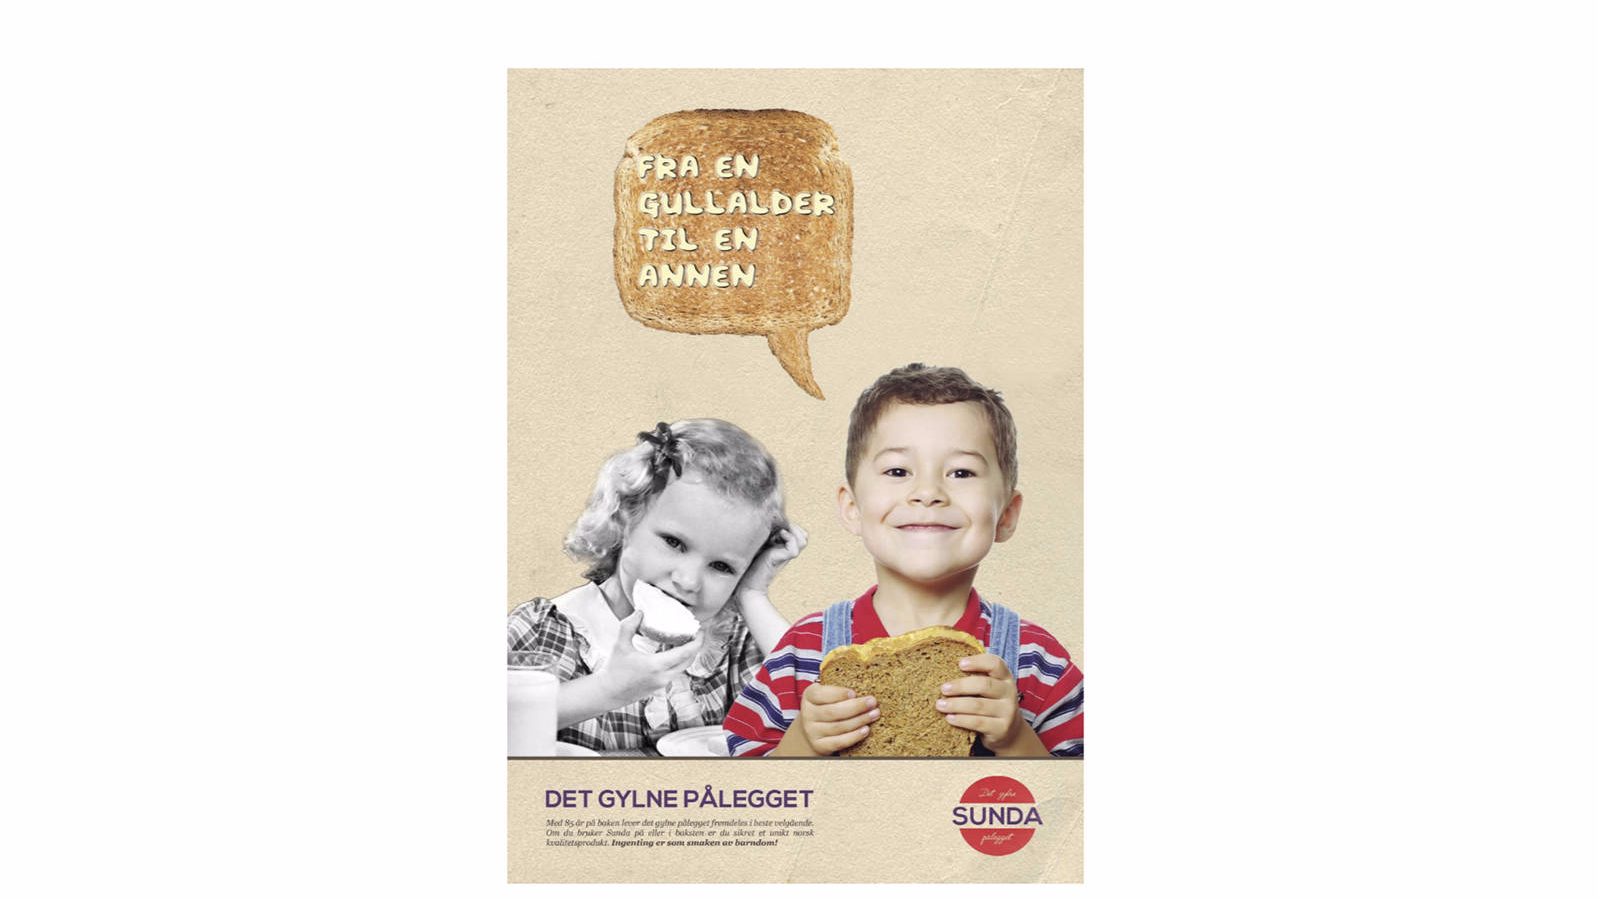 FRA EN
GULLALDER
TIL EN
ANNEN
DET GYLNE PÅLEGGET
Med 85 år på baken lever det gylne pålegget fremdeles i beste velgående.
Om du bruker Sunda på eller i baksten er du sikret et unikt norsk
kvalitetsprodukt. Ingenting er som smaken av barndom!
Det gylne
SUNDA
pålegget